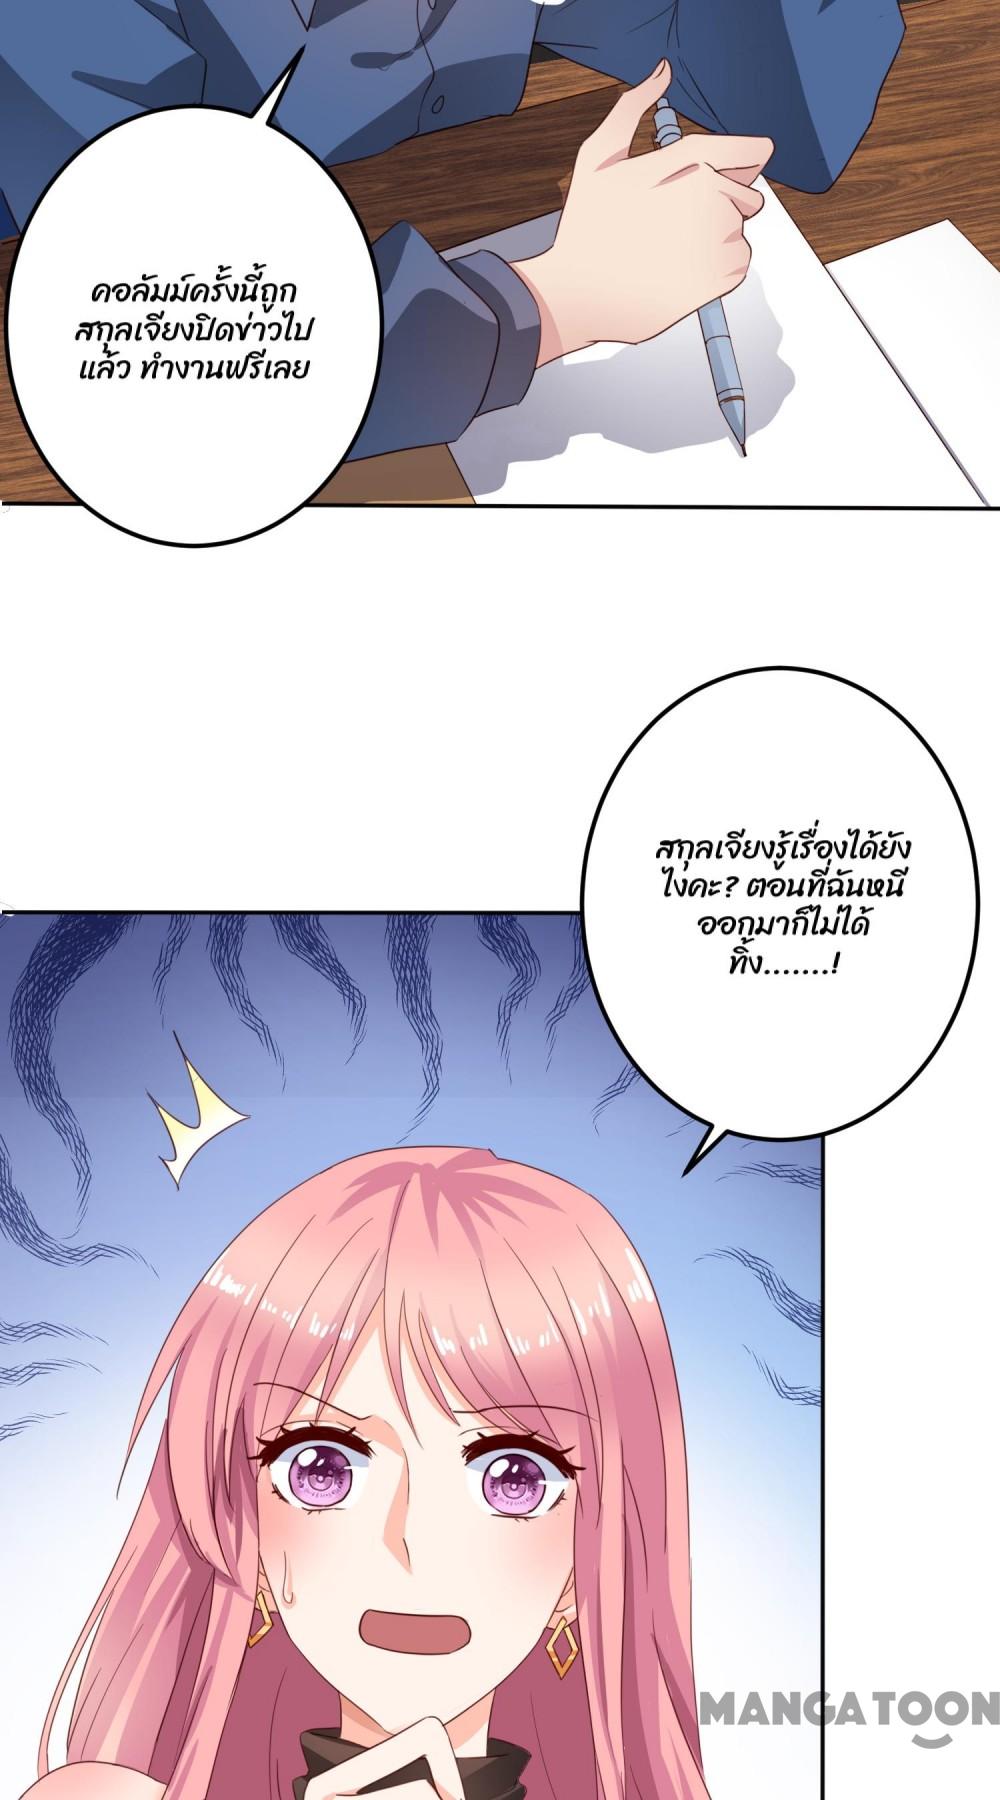 คอลัมม์ครั้งนี้ถูก
สกุลเจียงปิดข่าวไป
แล้ว ทำงานฟรีเลย
สกุลเจียงรู้เรื่องได้ยัง
ไงคะ? ตอนที่ฉันหนี
ออกมาก็ไม่ได้
ทิ้ง.......!
MANGATOON